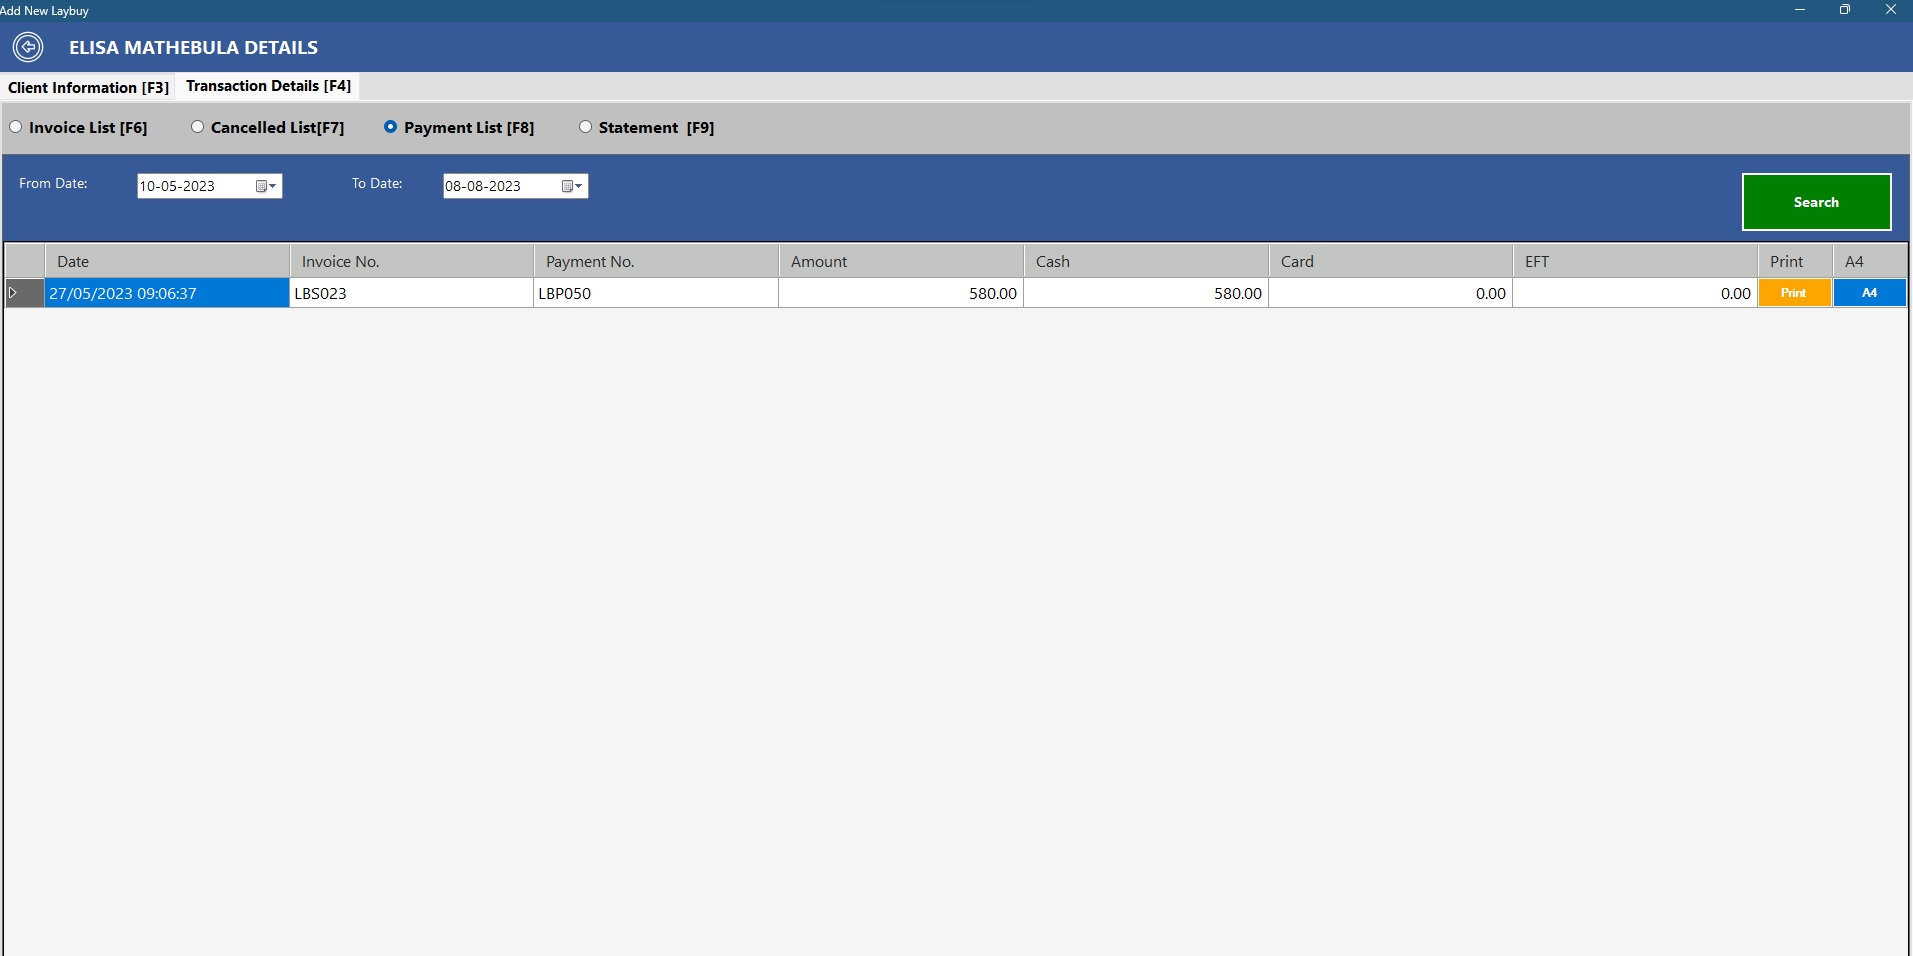 Add New Laybuy
ELISA MATHEBULA DETAILS
Client Information [F3] Transaction Details [F4]
Invoice List [F6] Cancelled List[F7] Payment List [F8] Statement [F9]
From Date: 10-05-2023 To Date: 08-08-2023
Search
Date Invoice No. Payment No. Amount Cash Card EFT Print A4
27/05/2023 09:06:37 LBS023 LBP050 580.00 580.00 0.00 0.00 Print A4